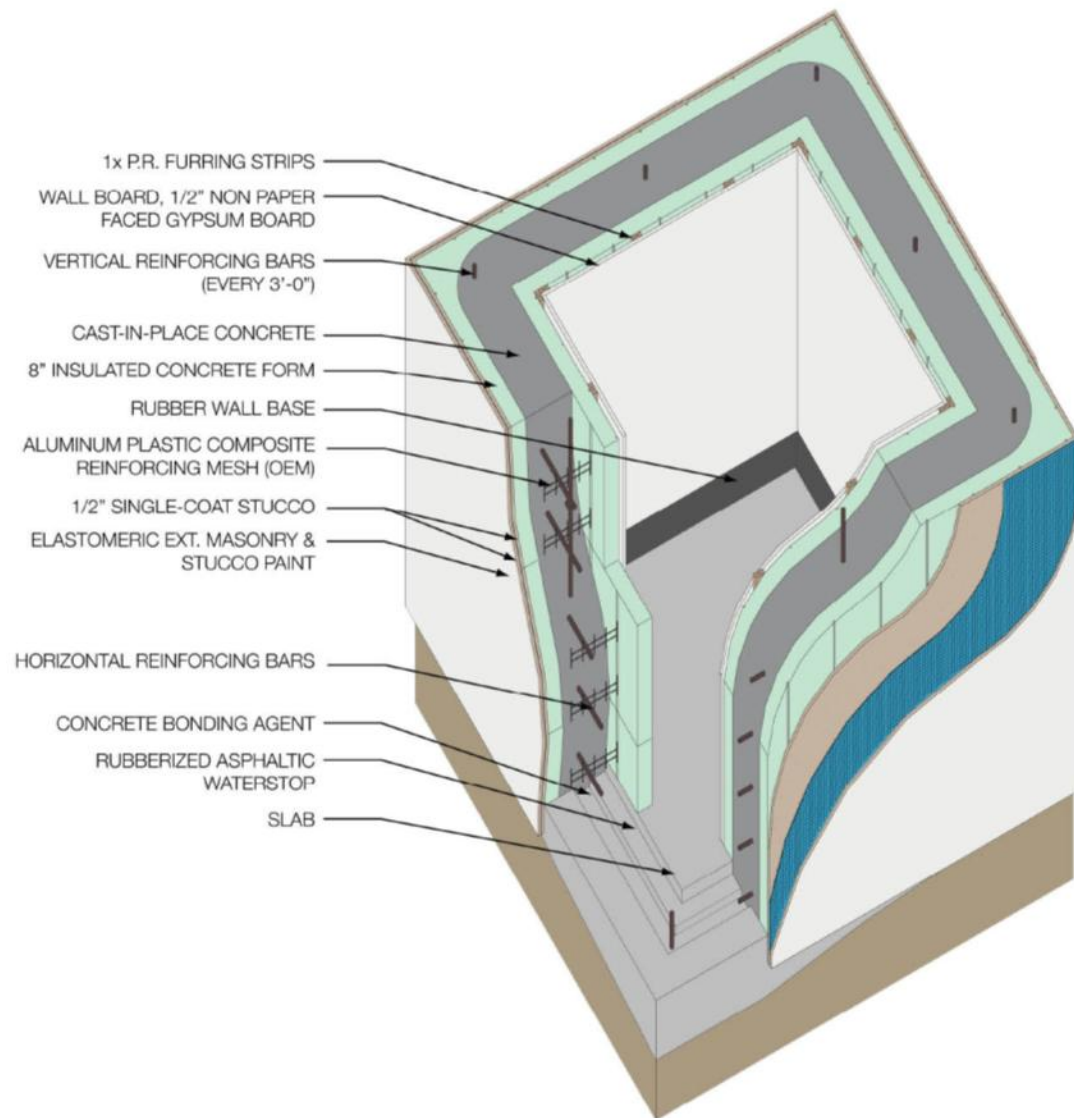 1x P.R. FURRING STRIPS
WALL BOARD, 1/2" NON PAPER
FACED GYPSUM BOARD
VERTICAL REINFORCING BARS
(EVERY 3'-0")
CAST-IN-PLACE CONCRETE
8" INSULATED CONCRETE FORM
RUBBER WALL BASE
ALUMINUM PLASTIC COMPOSITE
REINFORCING MESH (OEM)
1/2" SINGLE-COAT STUCCO
ELASTOMERIC EXT. MASONRY &
STUCCO PAINT
HORIZONTAL REINFORCING BARS
CONCRETE BONDING AGENT
RUBBERIZED ASPHALTIC
WATERSTOP
SLAB